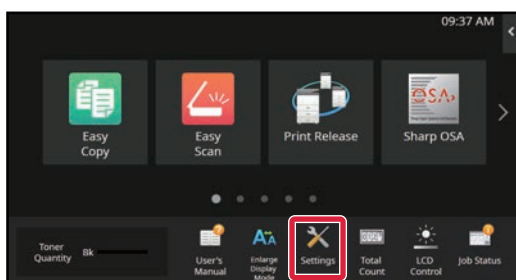 09:37 AM
OSA
Easy
Copy
Easy
Scan
Print Release
Sharp OSA
Toner
Quantity
Bk
User's
Manual
Enlarge
Display
Mode
Settings
Total
Count
LCD
Control
Job Status